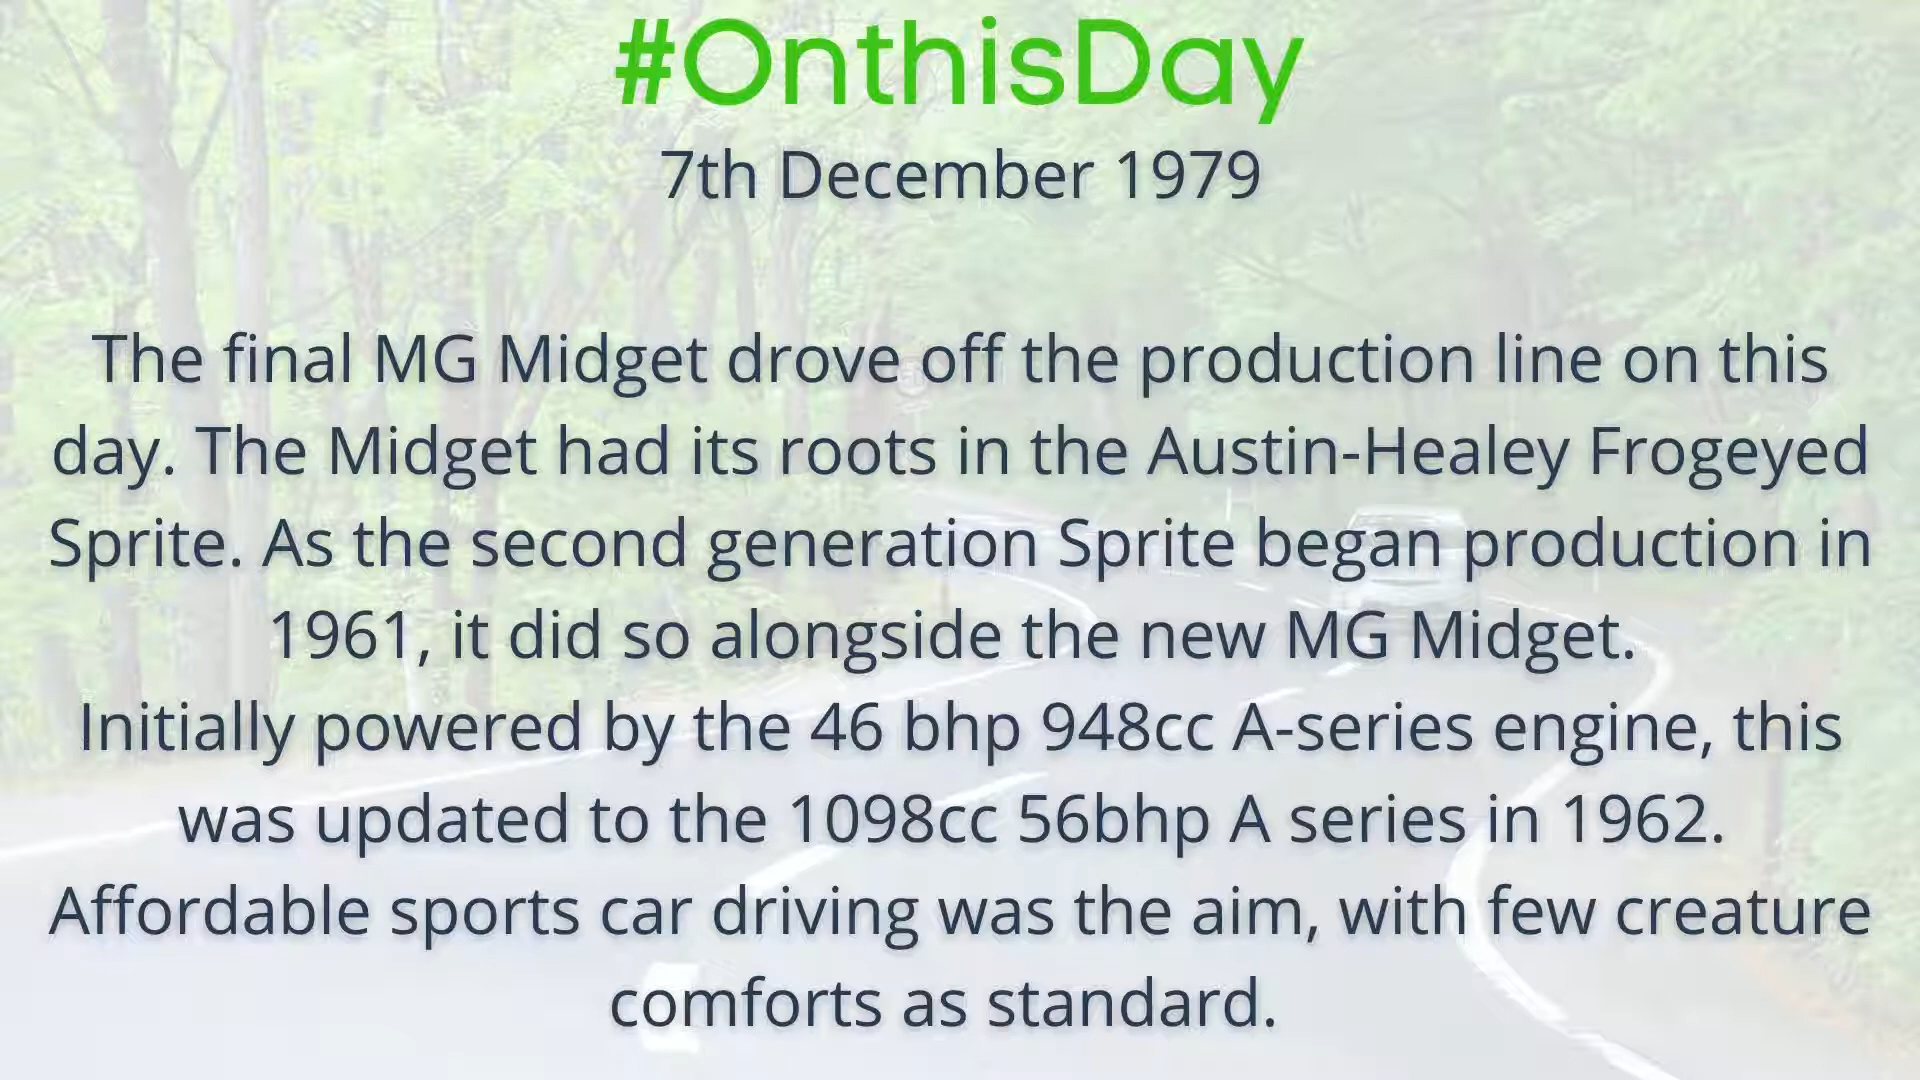 #OnthisDay
7th December 1979
The final MG Midget drove off the production line on this
day. The Midget had its roots in the Austin-Healey Frogeyed
Sprite. As the second generation Sprite began production in
1961, it did so alongside the new MG Midget.
Initially powered by the 46 bhp 948cc A-series engine, this
was updated to the 1098cc 56bhp A series in 1962.
Affordable sports car driving was the aim, with few creature
comforts as standard.